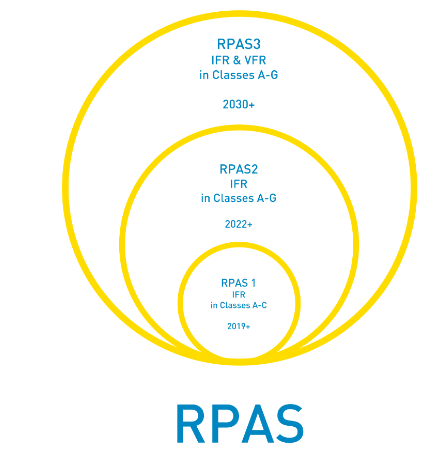 RPAS3
IFR & VFR
in Classes A-G
2030+
RPAS2
IFR
in Classes A-G
2022+
RPAS 1
IFR
in Classes A-C
2019+
RPAS